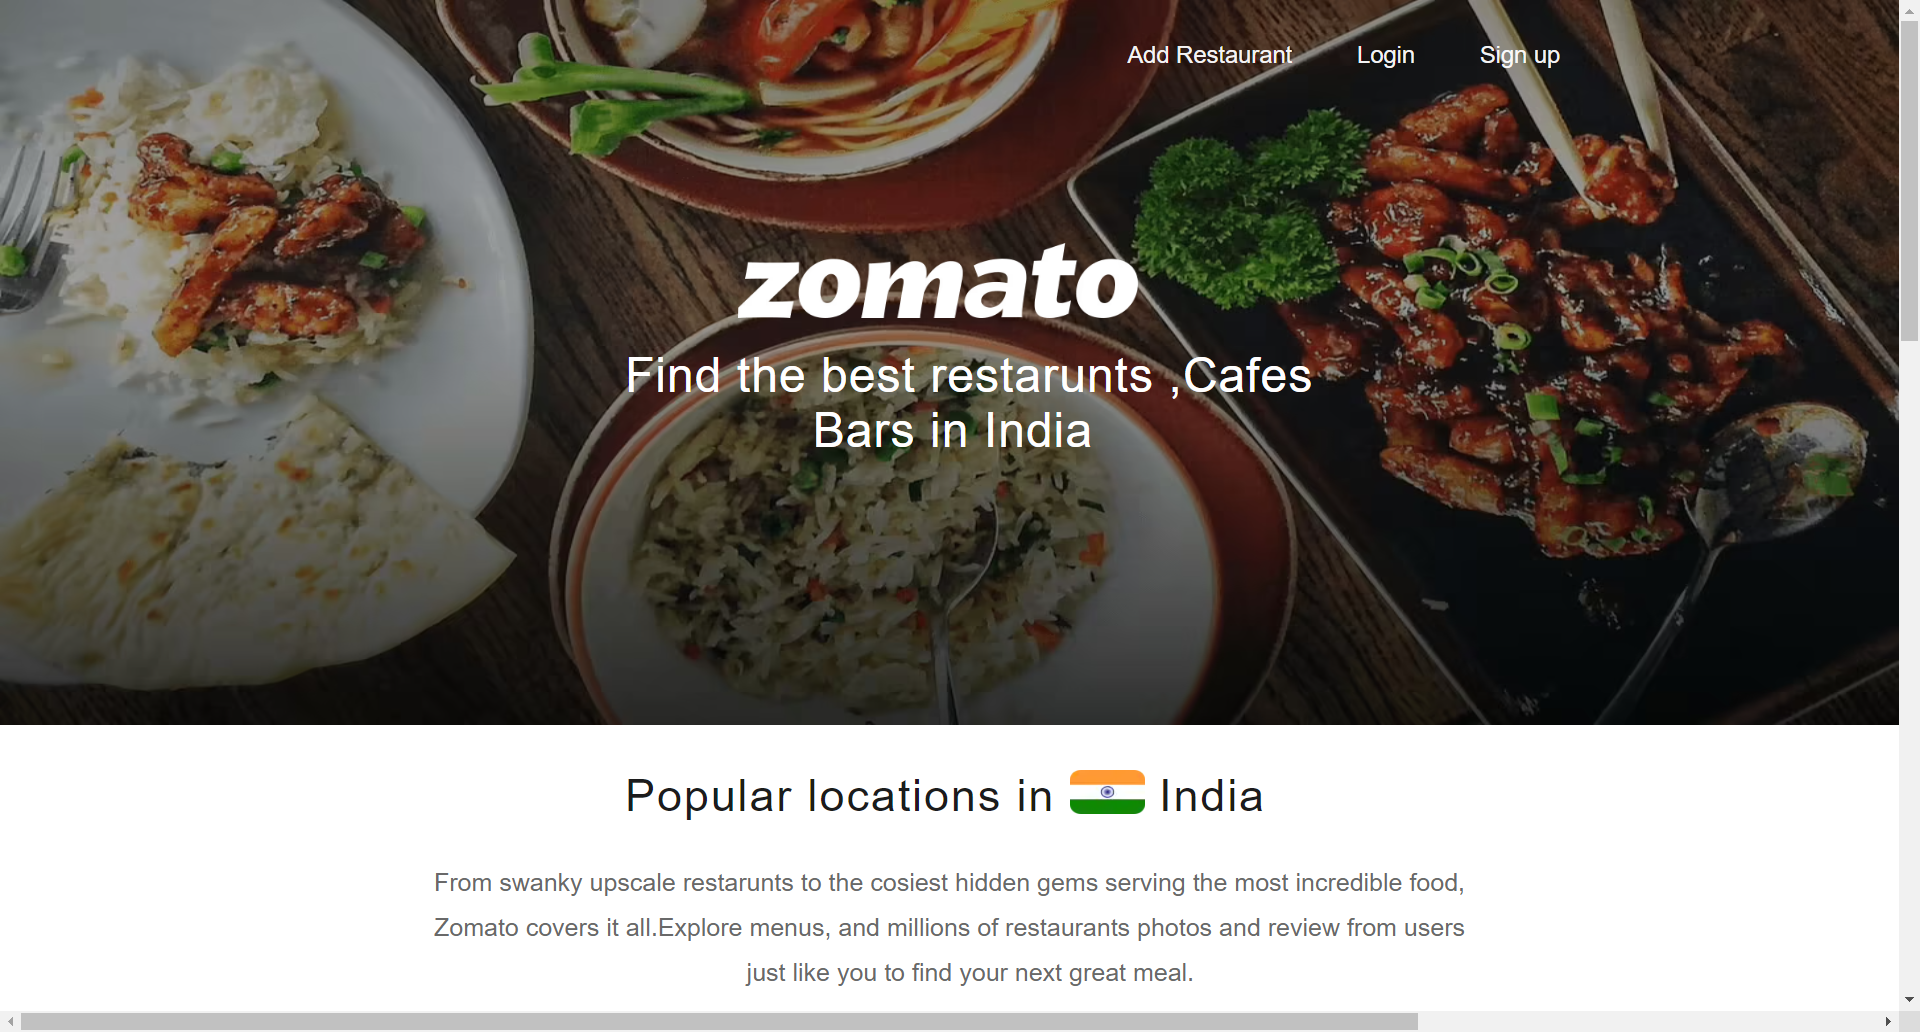 Add Restaurant Login Sign up
zomato
Find the best restarunts ,Cafes
Bars in India
Popular locations in India
From swanky upscale restarunts to the cosiest hidden gems serving the most incredible food,
Zomato covers it all.Explore menus, and millions of restaurants photos and review from users
just like you to find your next great meal.